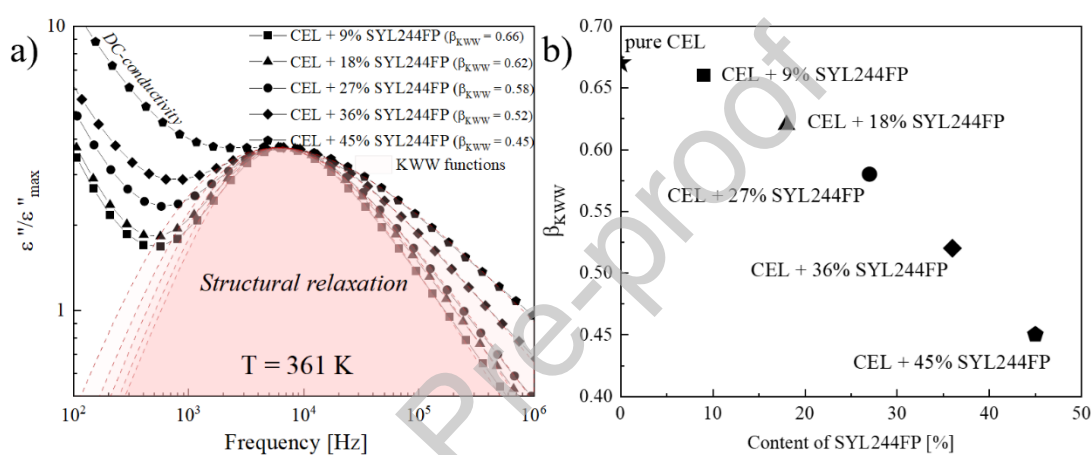 a)
10
1
ε"/ε"max
DC-conductivity
CEL + 9% SYL244FP (βKWW = 0.66)
CEL + 18% SYL244FP (βKWW = 0.62)
CEL + 27% SYL244FP (βKWW = 0.58)
CEL + 36% SYL244FP (βKWW = 0.52)
CEL + 45% SYL244FP (βKWW = 0.45)
KWW functions
Structural relaxation
T = 361 K
10² 10³ 10⁴ 10⁵ 10⁶
Frequency [Hz]
b)
0.70
0.65
0.60
0.55
0.50
0.45
0.40
βKWW
pure CEL
CEL + 9% SYL244FP
CEL + 18% SYL244FP
CEL + 27% SYL244FP
CEL + 36% SYL244FP
CEL + 45% SYL244FP
0 10 20 30 40 50
Content of SYL244FP [%]
Pre-proof